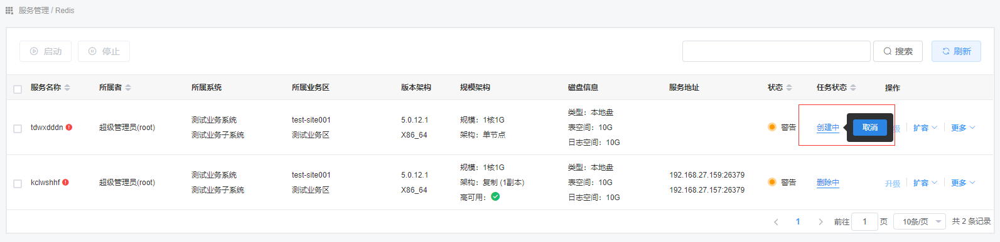 服务管理 / Redis
启动 停止 搜索 刷新
服务名称 所属者 所属系统 所属业务区 版本架构 规模架构 磁盘信息 服务地址 状态 任务状态 操作
tdwxdddn 超级管理员(root) 测试业务系统 test-site001 5.0.12.1 规模：1核1G 类型：本地盘 警告 创建中 取消 级 扩容 更多
测试业务子系统 测试业务区 X86_64 架构：单节点 表空间：10G
日志空间：10G
kclwshhf 超级管理员(root) 测试业务系统 test-site001 5.0.12.1 规模：1核1G 类型：本地盘 192.168.27.159:26379 警告 删除中 升级 扩容 更多
测试业务子系统 测试业务区 X86_64 架构：复制 (1副本) 表空间：10G 192.168.27.157:26379
高可用： 日志空间：10G
1 前往 1 页 10条/页 共 2 条记录